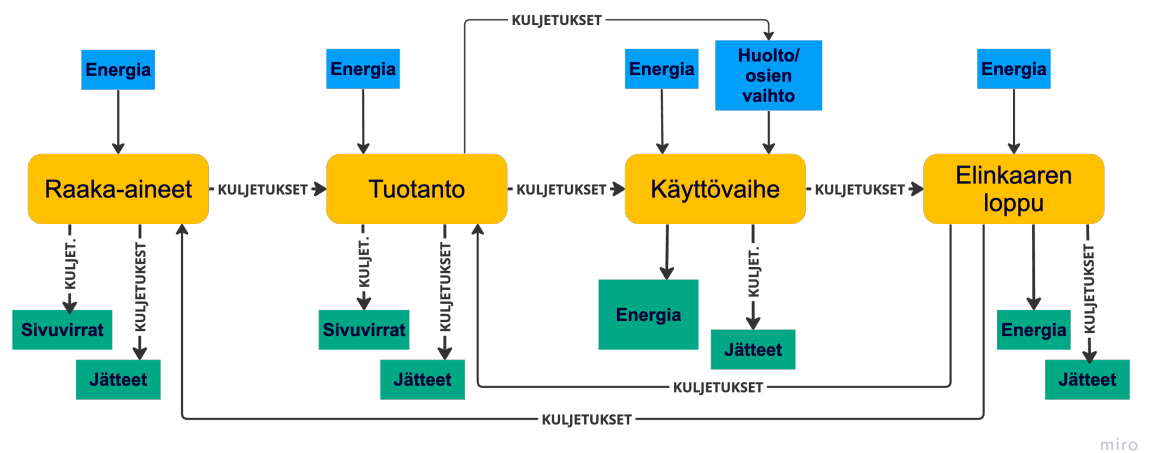 KULJETUKSET
Energia
Energia
Energia
Huolto/
osien
vaihto
Energia
Raaka-aineet
KULJETUKSET
Tuotanto
KULJETUKSET
Käyttövaihe
KULJETUKSET
Elinkaaren
loppu
KULJET.
KULJETUKEST
KULJET.
KULJETUKSET
KULJET.
KULJETUKSET
Sivuvirrat
Jätteet
Sivuvirrat
Jätteet
Energia
Jätteet
Energia
Jätteet
KULJETUKSET
KULJETUKSET
miro